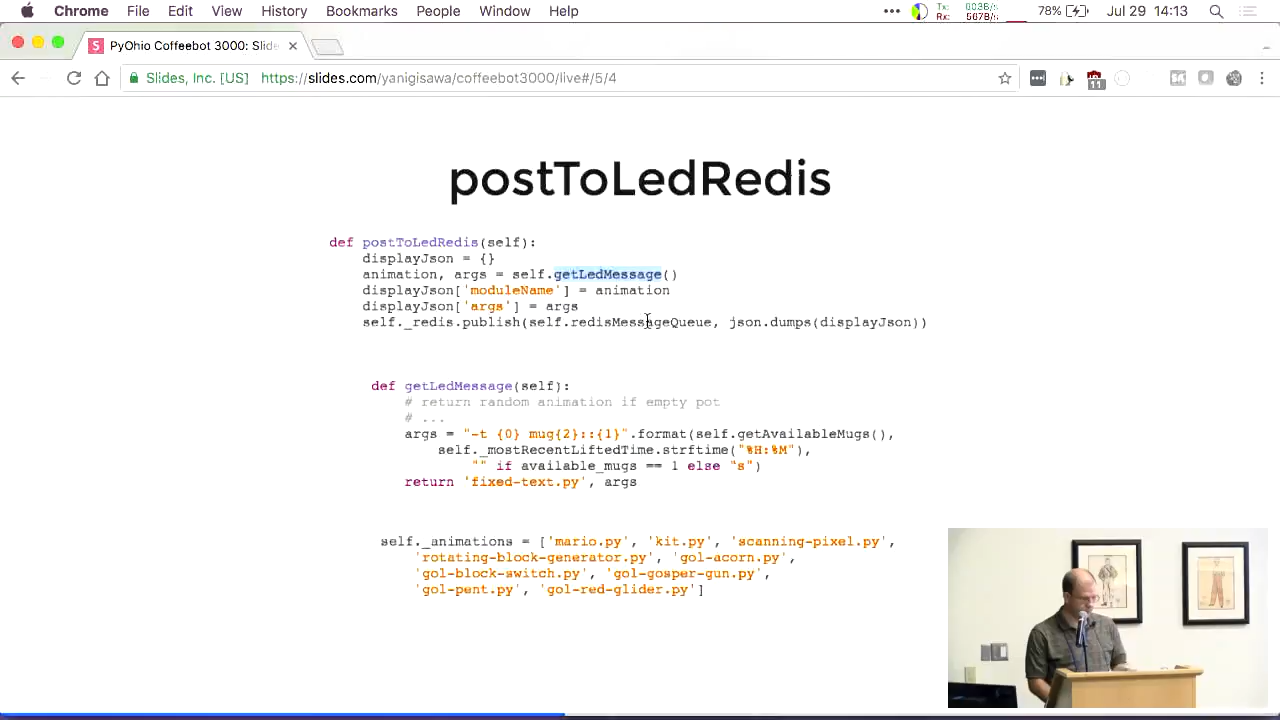 Chrome File Edit View History Bookmarks People Window Help ••• Tx: Rx: 78% Jul 29 14:13
PyOhio Coffeebot 3000: Slide
Slides, Inc. [US] https://slides.com/yanigisawa/coffeebot3000/live#/5/4
11
postToLedRedis
def postToLedRedis(self):
displayJson = {}
animation, args = self.getLedMessage()
displayJson['moduleName'] = animation
displayJson['args'] = args
self._redis.publish(self.redisMessageQueue, json.dumps(displayJson))
def getLedMessage(self):
# return random animation if empty pot
# ...
args = "-t {0} mug{2}::{1}".format(self.getAvailableMugs(),
self._mostRecentLiftedTime.strftime("%H:%M"),
"" if available_mugs == 1 else "s")
return 'fixed-text.py', args
self._animations = ['mario.py', 'kit.py', 'scanning-pixel.py',
'rotating-block-generator.py', 'gol-acorn.py',
'gol-block-switch.py', 'gol-gosper-gun.py',
'gol-pent.py', 'gol-red-glider.py']